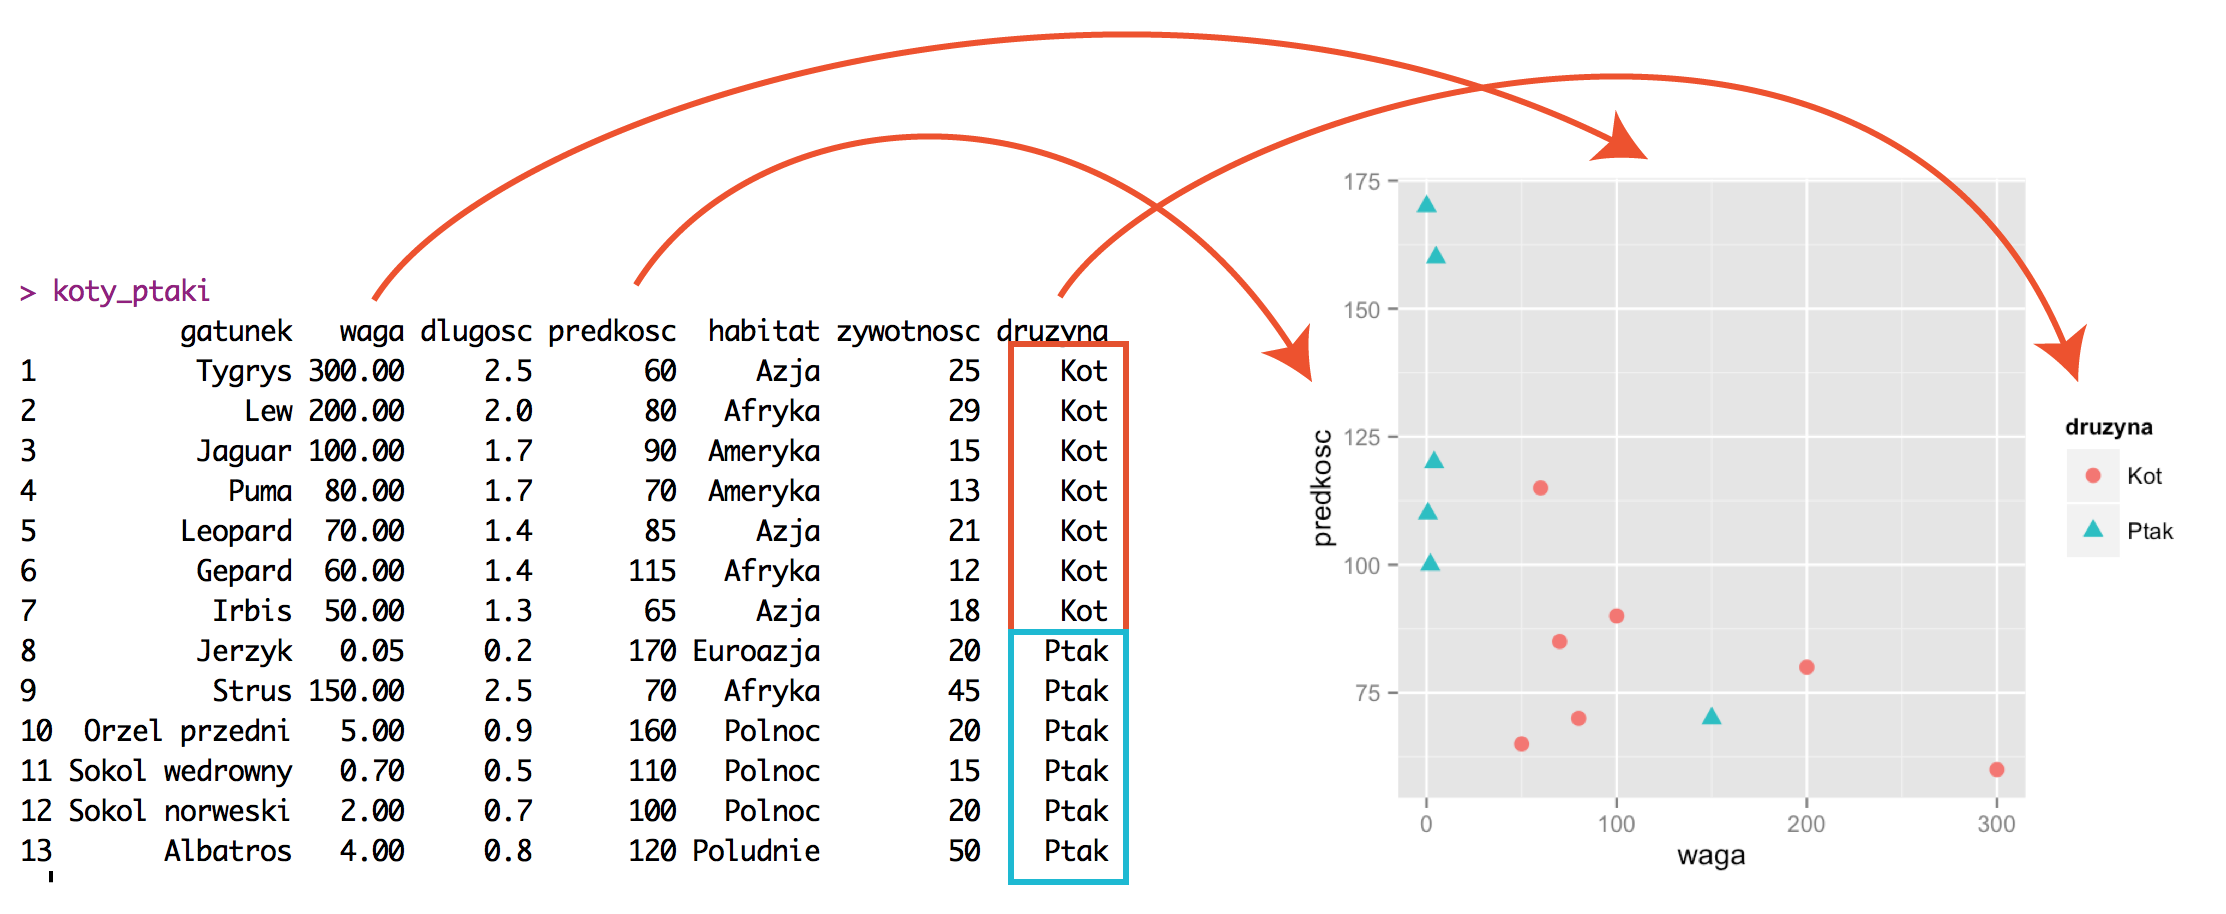 > koty_ptaki
gatunek waga dlugosc predkosc habitat zywotnosc druzyna
1 Tygrys 300.00 2.5 60 Azja 25 Kot
2 Lew 200.00 2.0 80 Afryka 29 Kot
3 Jaguar 100.00 1.7 90 Ameryka 15 Kot
4 Puma 80.00 1.7 70 Ameryka 13 Kot
5 Leopard 70.00 1.4 85 Azja 21 Kot
6 Gepard 60.00 1.4 115 Afryka 12 Kot
7 Irbis 50.00 1.3 65 Azja 18 Kot
8 Jerzyk 0.05 0.2 170 Euroazja 20 Ptak
9 Strus 150.00 2.5 70 Afryka 45 Ptak
10 Orzel przedni 5.00 0.9 160 Polnoc 20 Ptak
11 Sokol wedrowny 0.70 0.5 110 Polnoc 15 Ptak
12 Sokol norweski 2.00 0.7 100 Polnoc 20 Ptak
13 Albatros 4.00 0.8 120 Poludnie 50 Ptak
175
150
125
100
75
predkosc
0 100 200 300
waga
druzyna
Kot
Ptak